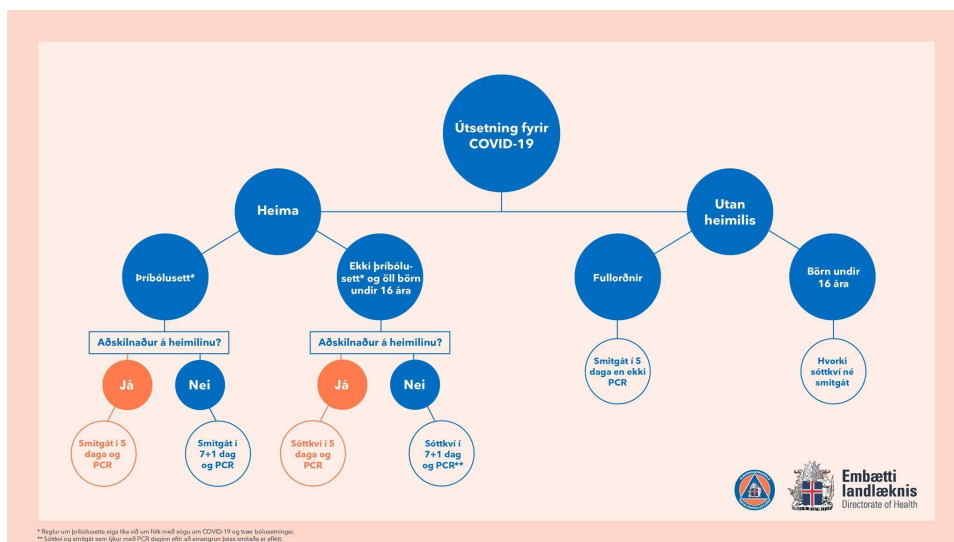 Útsetning fyrir
COVID-19
Heima
Utan
heimilis
Þríbólusett*
Ekki þríbólu-
sett* og öll börn
undir 16 ára
Fullorðnir
Börn undir
16 ára
Aðskilnaður á heimilinu?
Aðskilnaður á heimilinu?
Smitgát í 5
daga en ekki
PCR
Hvorki
sóttkví né
smitgát
Já
Nei
Já
Nei
Smitgát í 5
daga og
PCR
Smitgát í
7+1 dag
og PCR
Sóttkví í 5
daga og
PCR
Sóttkví í
7+1 dag
og PCR**
Embætti
landlæknis
Directorate of Health
* Reglur um þríbólusetta eiga líka við um fólk með sögu um COVID-19 og tvær bólusetningar.
** Sóttkví og smitgát sem lýkur með PCR daginn eftir að einangrun þess smitaða er aflétt.